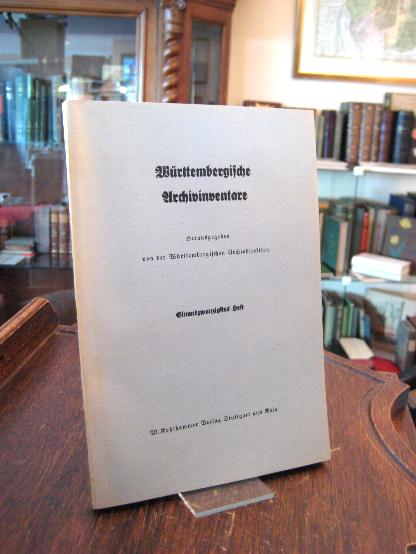 Württembergische
Archivinventare
Herausgegeben
von der Württembergischen Archivdirektion
Einundzwanzigstes Heft
W. Kohlhammer Verlag Stuttgart und Köln